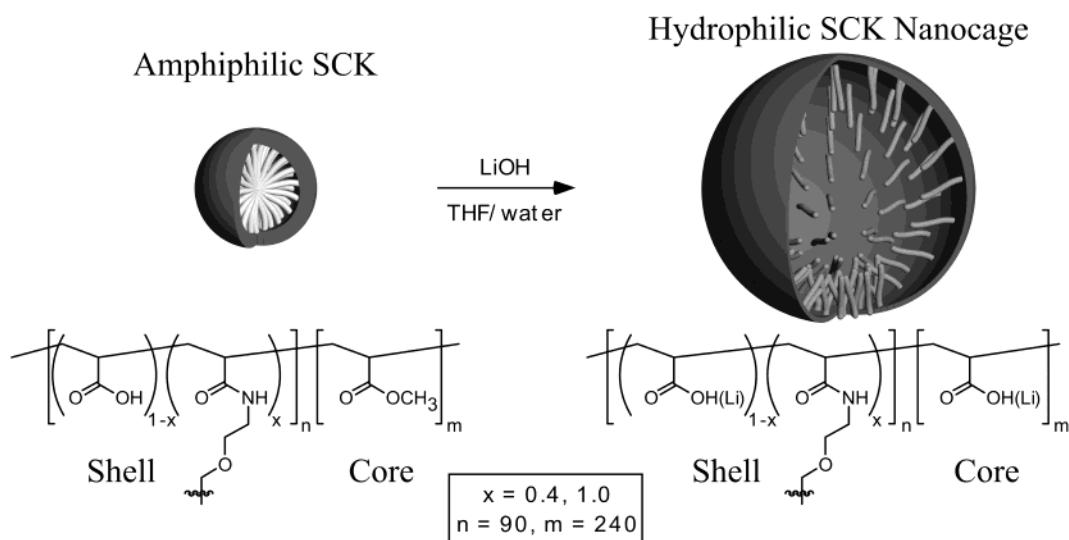 Hydrophilic SCK Nanocage
Amphiphilic SCK
LiOH
THF/ water
O
OH
1-x
O
NH
x
n
O
OCH3
m
O
Shell
Core
O
OH(Li)
1-x
O
NH
x
n
O
OH(Li)
m
O
Shell
Core
x = 0.4, 1.0
n = 90, m = 240